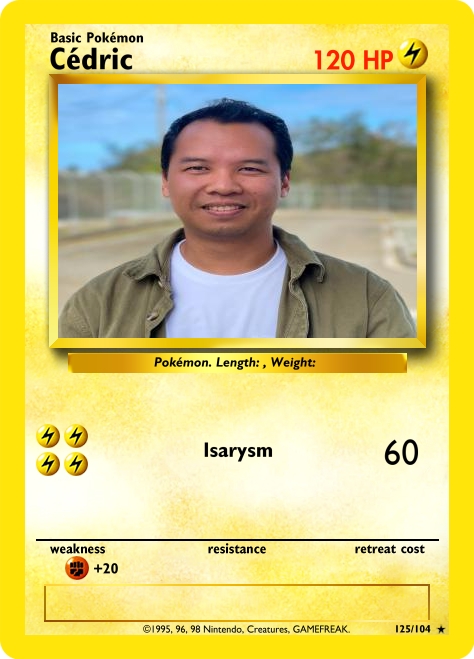 Basic Pokémon
Cédric 120 HP
Pokémon. Length: , Weight:
Isarysm 60
weakness resistance retreat cost
+20
©1995, 96, 98 Nintendo, Creatures, GAMEFREAK. 125/104